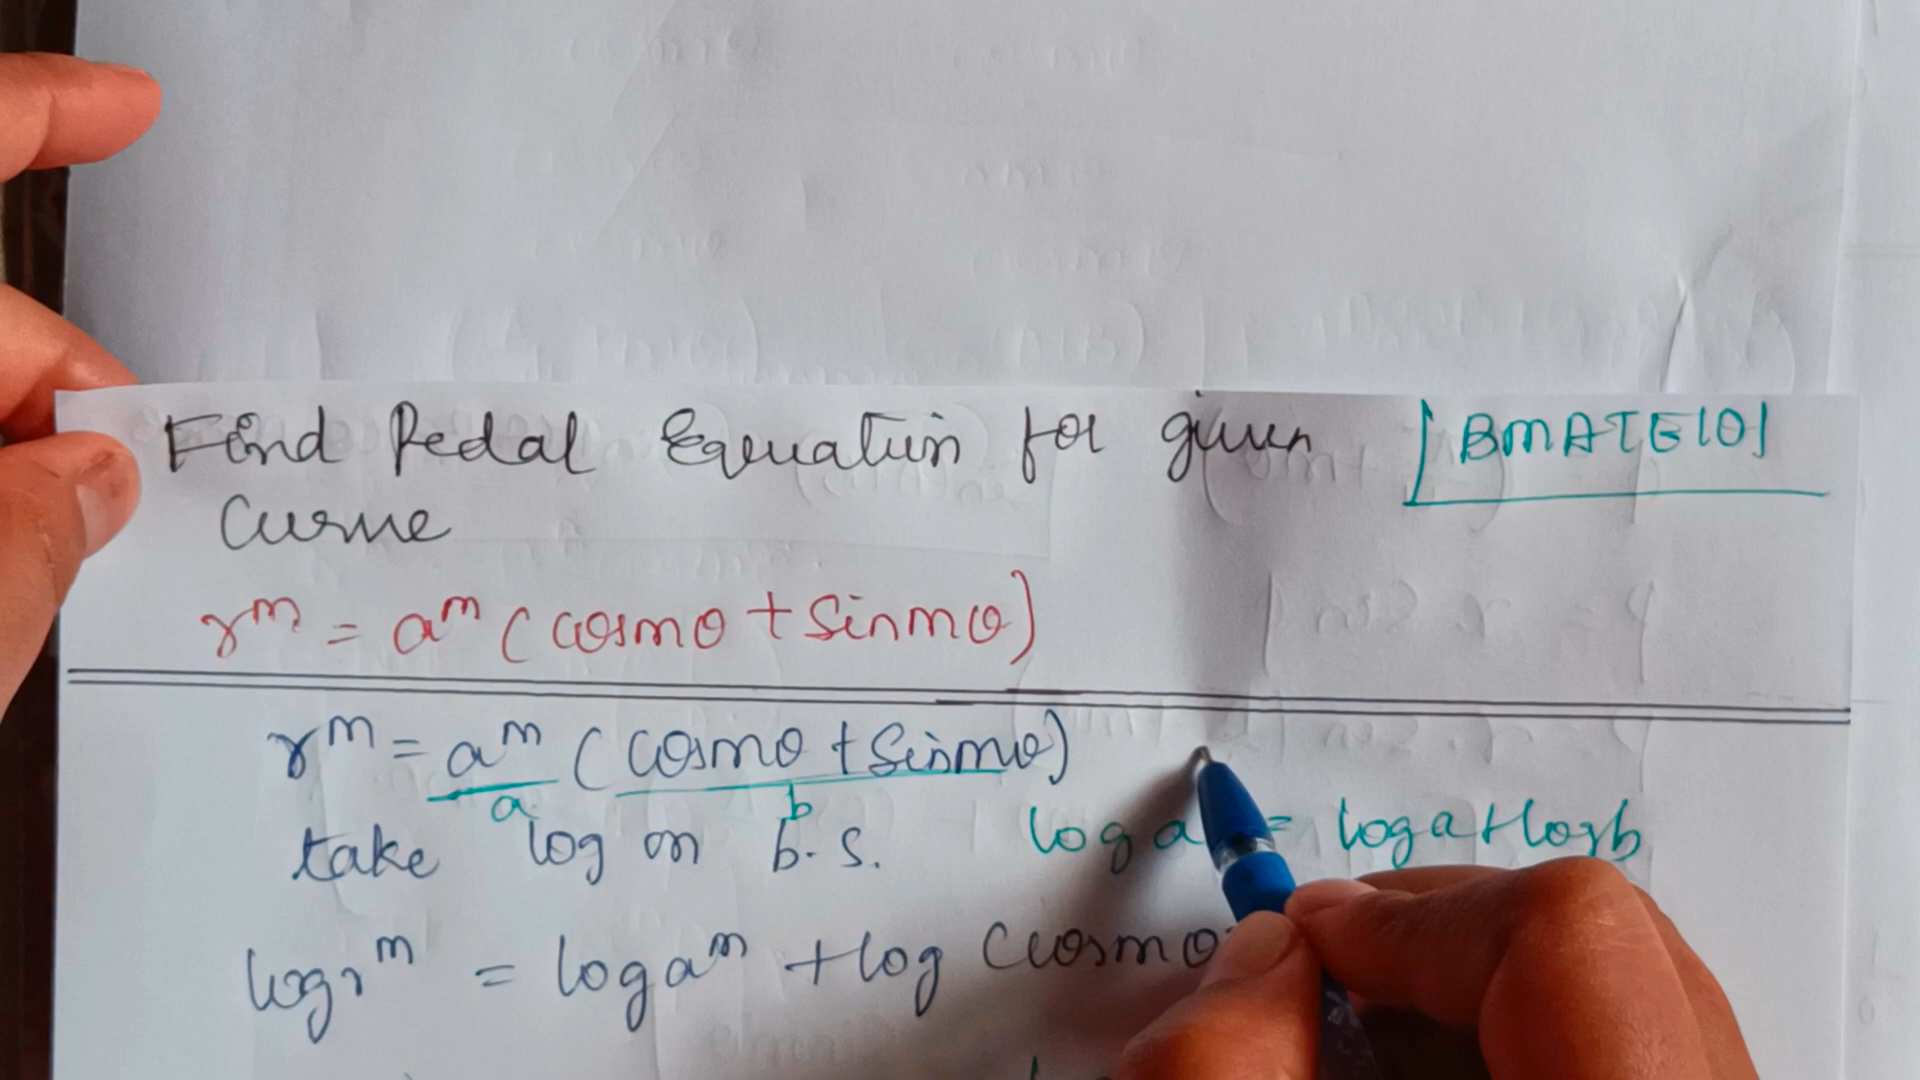 Find Pedal Equation for given [BMATE101
Curve
r^m = a^m (cosmθ + sinmθ)
r^m = a^m (cosmθ + sinmθ)
a b
take log on b.s. log a = log a + log b
log r^m = log a^m + log (cosmθ